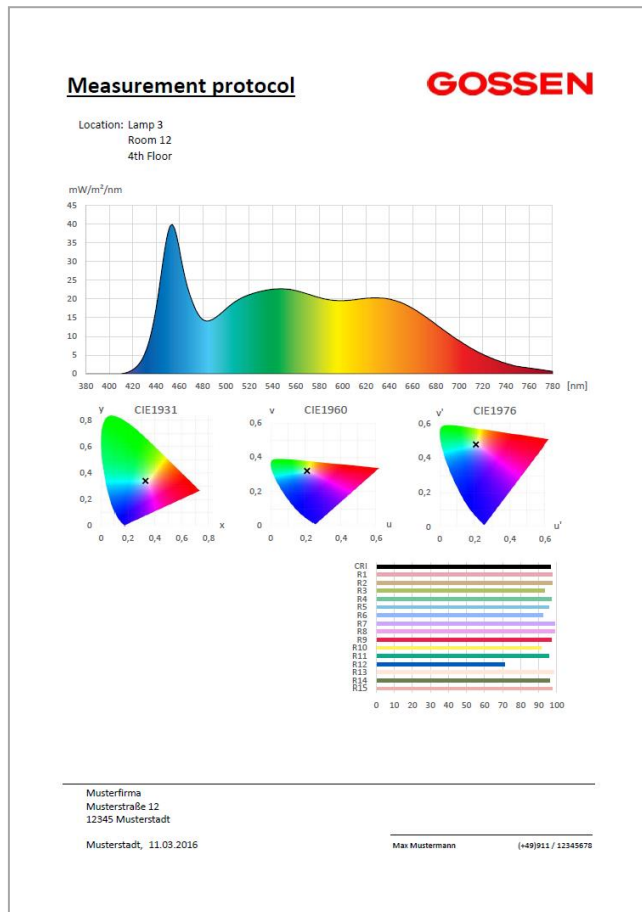 Measurement protocol
GOSSEN
Location: Lamp 3
Room 12
4th Floor
mW/m²/nm
45
40
35
30
25
20
15
10
5
0
380 400 420 440 460 480 500 520 540 560 580 600 620 640 660 680 700 720 740 760 780 [nm]
y CIE1931
0,8
0,6
0,4
0,2
0
0 0,2 0,4 0,6 x
v CIE1960
0,6
0,4
0,2
0
0 0,2 0,4 0,6 u
v' CIE1976
0,6
0,4
0,2
0
0 0,2 0,4 0,6 u'
CRI
R1
R2
R3
R4
R5
R6
R7
R8
R9
R10
R11
R12
R13
R14
R15
0 10 20 30 40 50 60 70 80 90 100
Musterfirma
Musterstraße 12
12345 Musterstadt
Musterstadt, 11.03.2016
Max Mustermann (+49)911 / 12345678